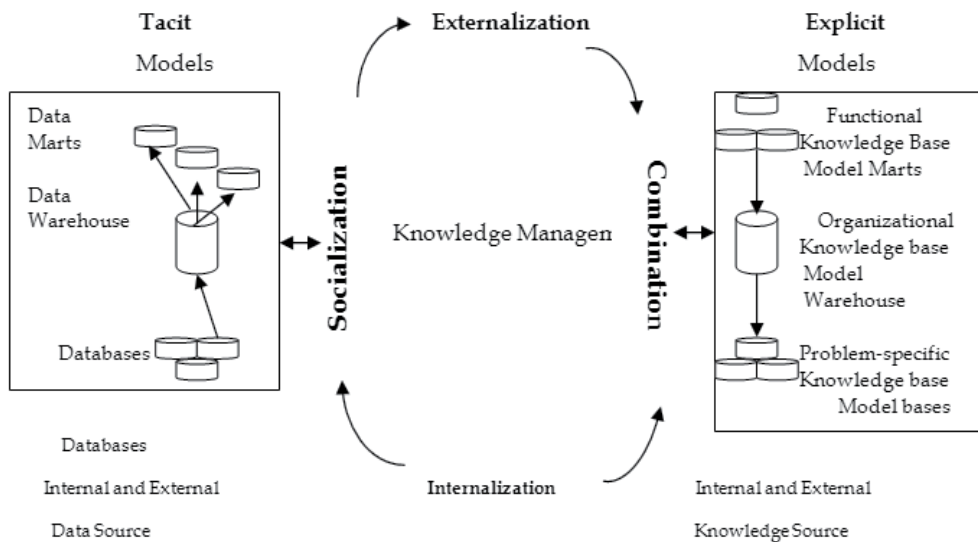 Tacit
Models
Data
Marts
Data
Warehouse
Databases
Databases
Internal and External
Data Source
Externalization
Socialization
Knowledge Managen
Combination
Internalization
Explicit
Models
Functional
Knowledge Base
Model Marts
Organizational
Knowledge base
Model
Warehouse
Problem-specific
Knowledge base
Model bases
Internal and External
Knowledge Source